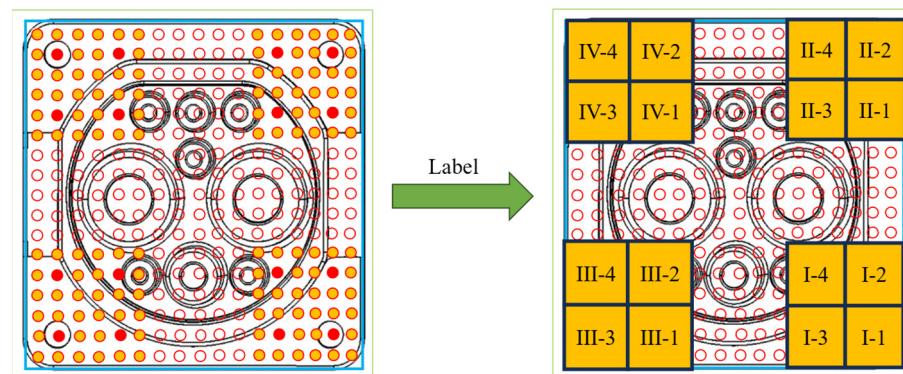 IV-4 IV-2 II-4 II-2
IV-3 IV-1 II-3 II-1
Label
III-4 III-2 I-4 I-2
III-3 III-1 I-3 I-1